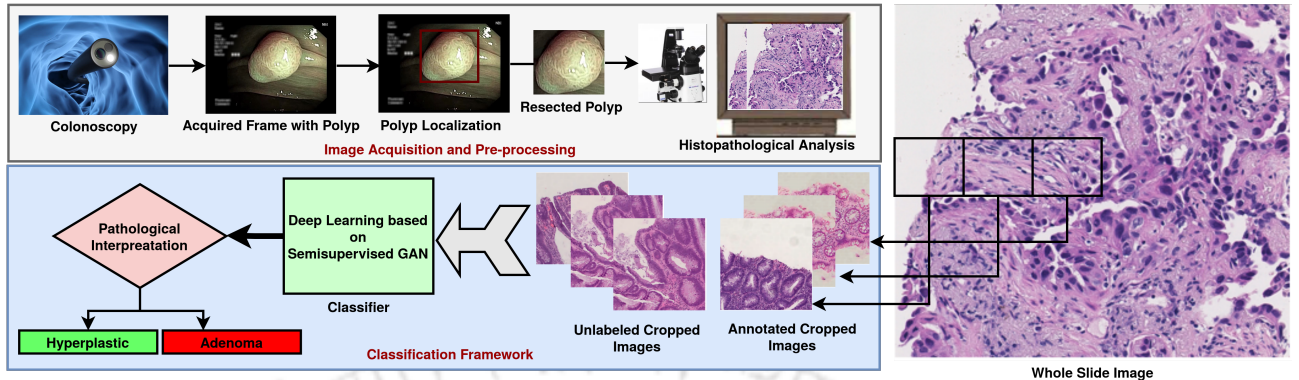 Colonoscopy
Acquired Frame with Polyp
Polyp Localization
Resected Polyp
Histopathological Analysis
Image Acquisition and Pre-processing
Pathological
Interpreatation
Deep Learning based
on
Semisupervised GAN
Classifier
Hyperplastic
Adenoma
Unlabeled Cropped
Images
Annotated Cropped
Images
Classification Framework
Whole Slide Image